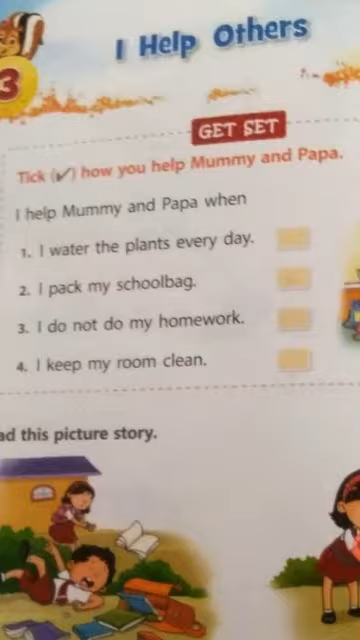 3
I Help Others
GET SET
Tick (✔) how you help Mummy and Papa.
I help Mummy and Papa when
1. I water the plants every day.
2. I pack my schoolbag.
3. I do not do my homework.
4. I keep my room clean.
ad this picture story.